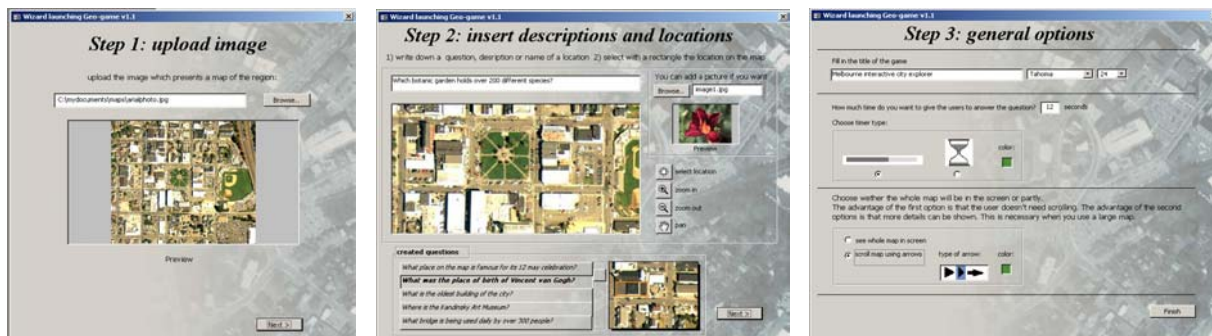 Wizard launching Geo-game v1.1
Step 1: upload image
upload the image which presents a map of the region:
C:\mydocuments\maps\arialphoto.jpg
Browse...
Preview
Next >
Wizard launching Geo-game v1.1
Step 2: insert descriptions and locations
1) write down a question, desription or name of a location 2) select with a rectangle the location on the map
Which botanic garden holds over 200 different species?
You can add a picture if you want
Browse... image1.jpg
Preview
select location
zoom in
zoom out
pan
created questions
What place on the map is famous for its 12 may celebration?
What was the place of birth of Vincent van Gogh?
What is the oldest building of the city?
Where is the Kandinsky Art Museum?
What bridge is being used daily by over 300 people?
Next >
Wizard launching Geo-game v1.1
Step 3: general options
Fill in the title of the game
Melbourne interactive city explorer Tahoma 24
How much time do you want to give the users to answer the question? 12 seconds
Choose timer type:
color:
Choose wether the whole map will be in the screen or partly.
The advantage of the first option is that the user doesn't need scrolling. The advantage of the second
options is that more details can be shown. This is necessary when you use a large map.
see whole map in screen
scroll map using arrows type of arrow: color:
Finish